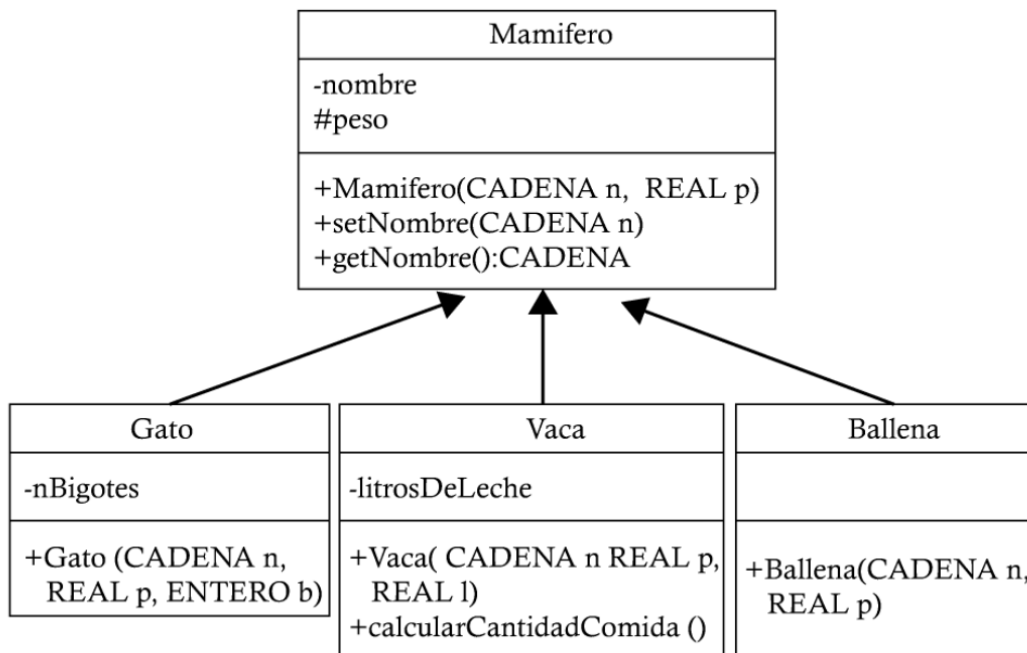 Mamifero
-nombre
#peso
+Mamifero(CADENA n,  REAL p)
+setNombre(CADENA n)
+getNombre():CADENA
Gato
-nBigotes
+Gato (CADENA n,
REAL p, ENTERO b)
Vaca
-litrosDeLeche
+Vaca( CADENA n REAL p,
REAL l)
+calcularCantidadComida ()
Ballena
+Ballena(CADENA n,
REAL p)